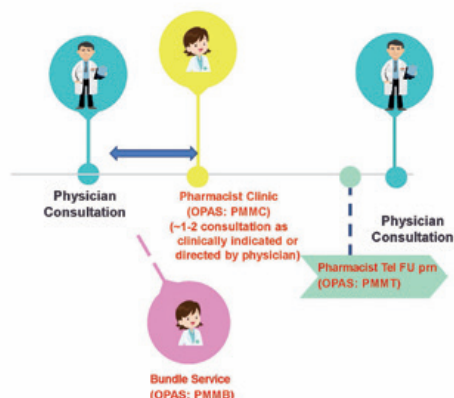 Physician
Consultation
Pharmacist Clinic
(OPAS: PMMC)
(~1-2 consultation as
clinically indicated or
directed by physician)
Physician
Consultation
Pharmacist Tel FU prn
(OPAS: PMMT)
Bundle Service
(OPAS: PMMB)